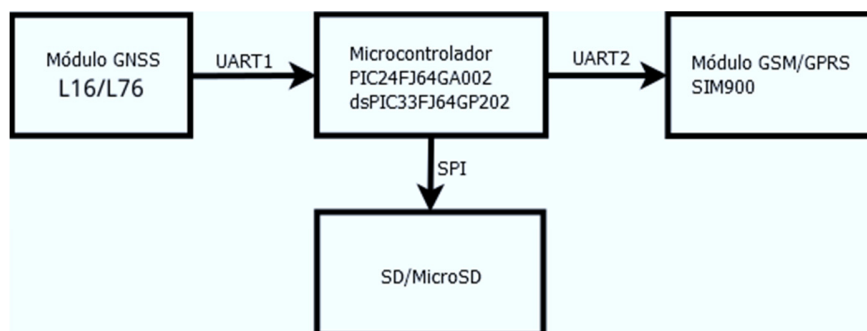 Módulo GNSS
L16/L76
UART1
Microcontrolador
PIC24FJ64GA002
dsPIC33FJ64GP202
UART2
Módulo GSM/GPRS
SIM900
SPI
SD/MicroSD